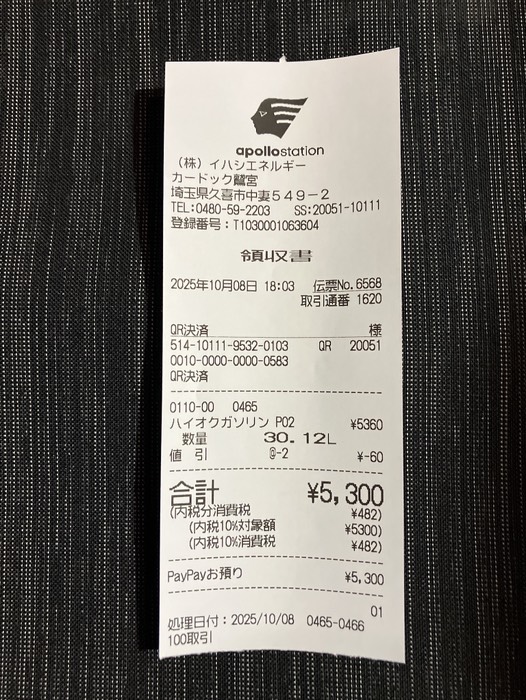 apollostation
(株)イハシエネルギー
カードック鷲宮
埼玉県久喜市中妻549-2
TEL:0480-59-2203 SS:20051-10111
登録番号:T1030001063604
領収書
2025年10月08日 18:03 伝票No.6568
取引通番 1620
QR決済 様
514-10111-9532-0103 QR 20051
0010-0000-0000-0583
QR決済
0110-00 0465
ハイオクガソリン P02 ¥5360
数量 30.12L
値 引 @-2 ¥-60
合計 ¥5,300
(内税分消費税 ¥482)
(内税10%対象額 ¥5300)
(内税10%消費税 ¥482)
PayPayお預り ¥5,300
01
処理日付:2025/10/08 0465-0466
100取引